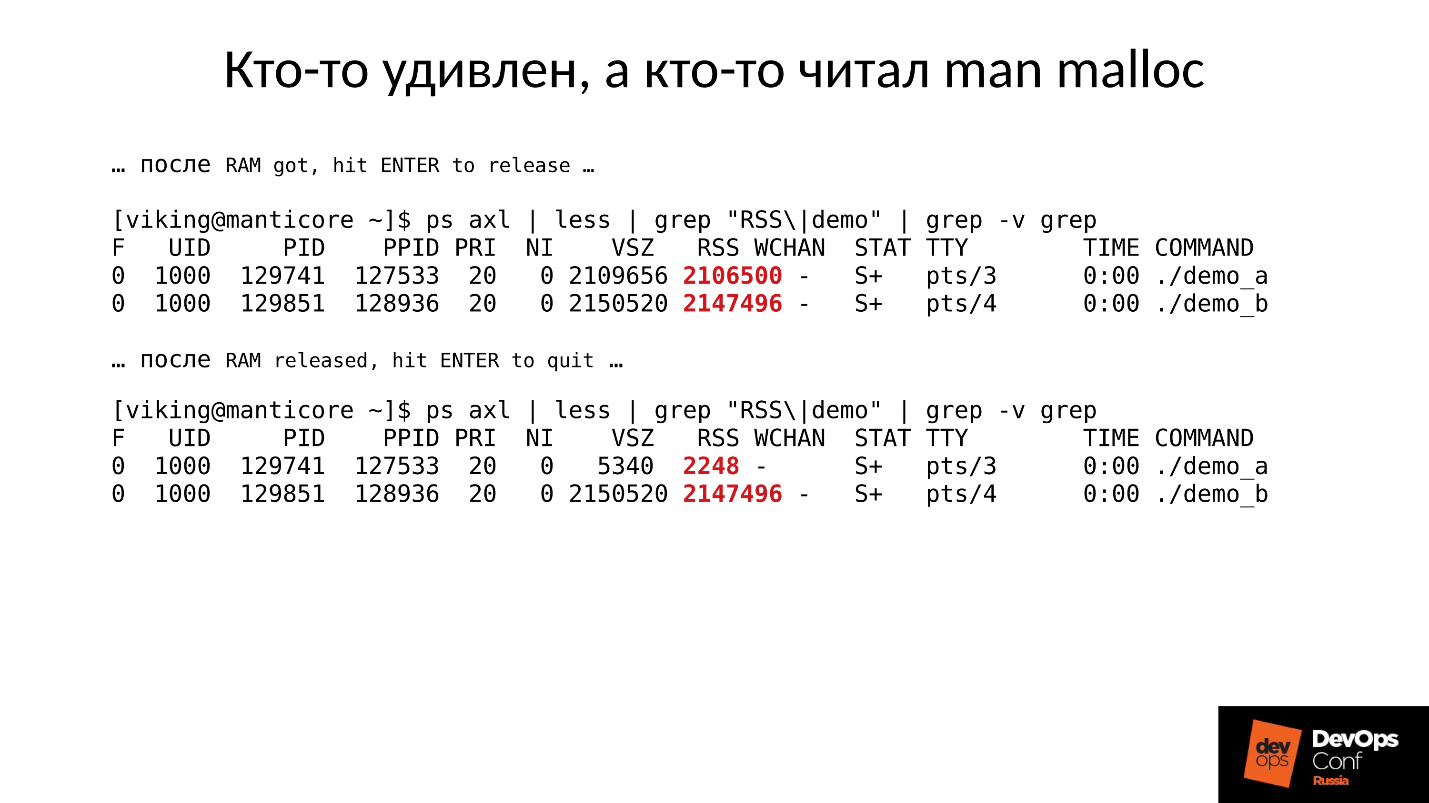 Кто-то удивлен, а кто-то читал man malloc
… после RAM got, hit ENTER to release …
[viking@manticore ~]$ ps axl | less | grep "RSS\|demo" | grep -v grep
F   UID     PID    PPID PRI  NI    VSZ   RSS WCHAN  STAT TTY        TIME COMMAND
0  1000  129741  127533  20   0 2109656 2106500 -   S+   pts/3      0:00 ./demo_a
0  1000  129851  128936  20   0 2150520 2147496 -   S+   pts/4      0:00 ./demo_b
… после RAM released, hit ENTER to quit …
[viking@manticore ~]$ ps axl | less | grep "RSS\|demo" | grep -v grep
F   UID     PID    PPID PRI  NI    VSZ   RSS WCHAN  STAT TTY        TIME COMMAND
0  1000  129741  127533  20   0   5340  2248 -      S+   pts/3      0:00 ./demo_a
0  1000  129851  128936  20   0 2150520 2147496 -   S+   pts/4      0:00 ./demo_b
dev
ops
DevOps
Conf
Russia